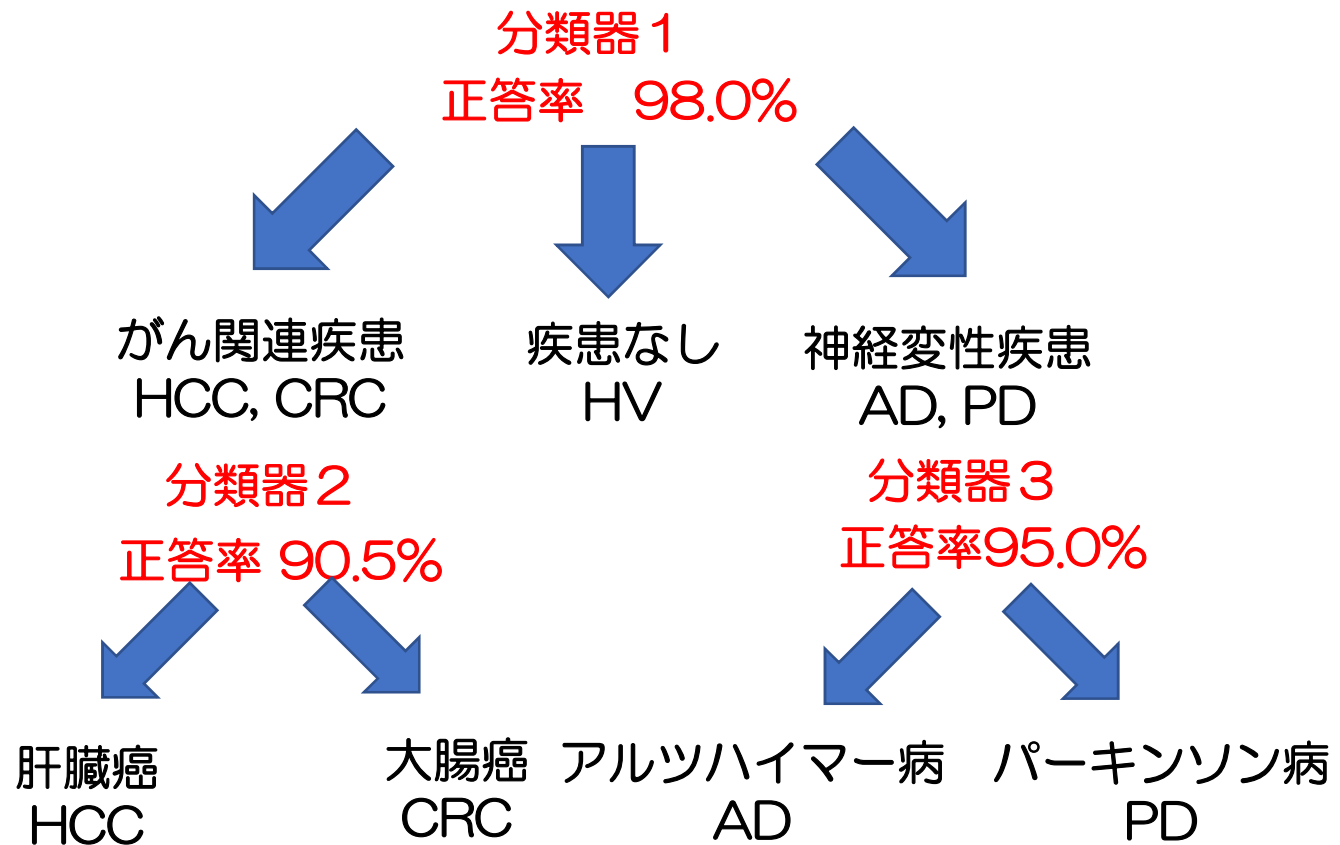 分類器１
正答率　98.0%
がん関連疾患
HCC, CRC
疾患なし
HV
神経変性疾患
AD, PD
分類器２
正答率 90.5%
分類器３
正答率95.0%
肝臓癌
HCC
大腸癌
CRC
アルツハイマー病
AD
パーキンソン病
PD